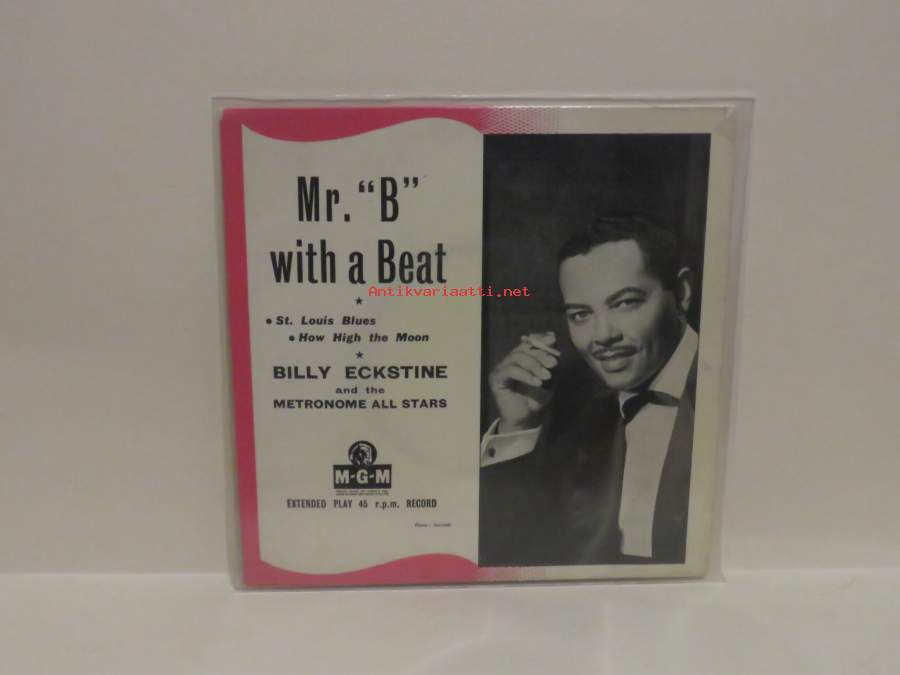 Mr. “B”
with a Beat
Antikvariaatti.net
★
• St. Louis Blues
• How High the Moon
★
BILLY ECKSTINE
and the
METRONOME ALL STARS
M-G-M
EXTENDED PLAY 45 r.p.m. RECORD